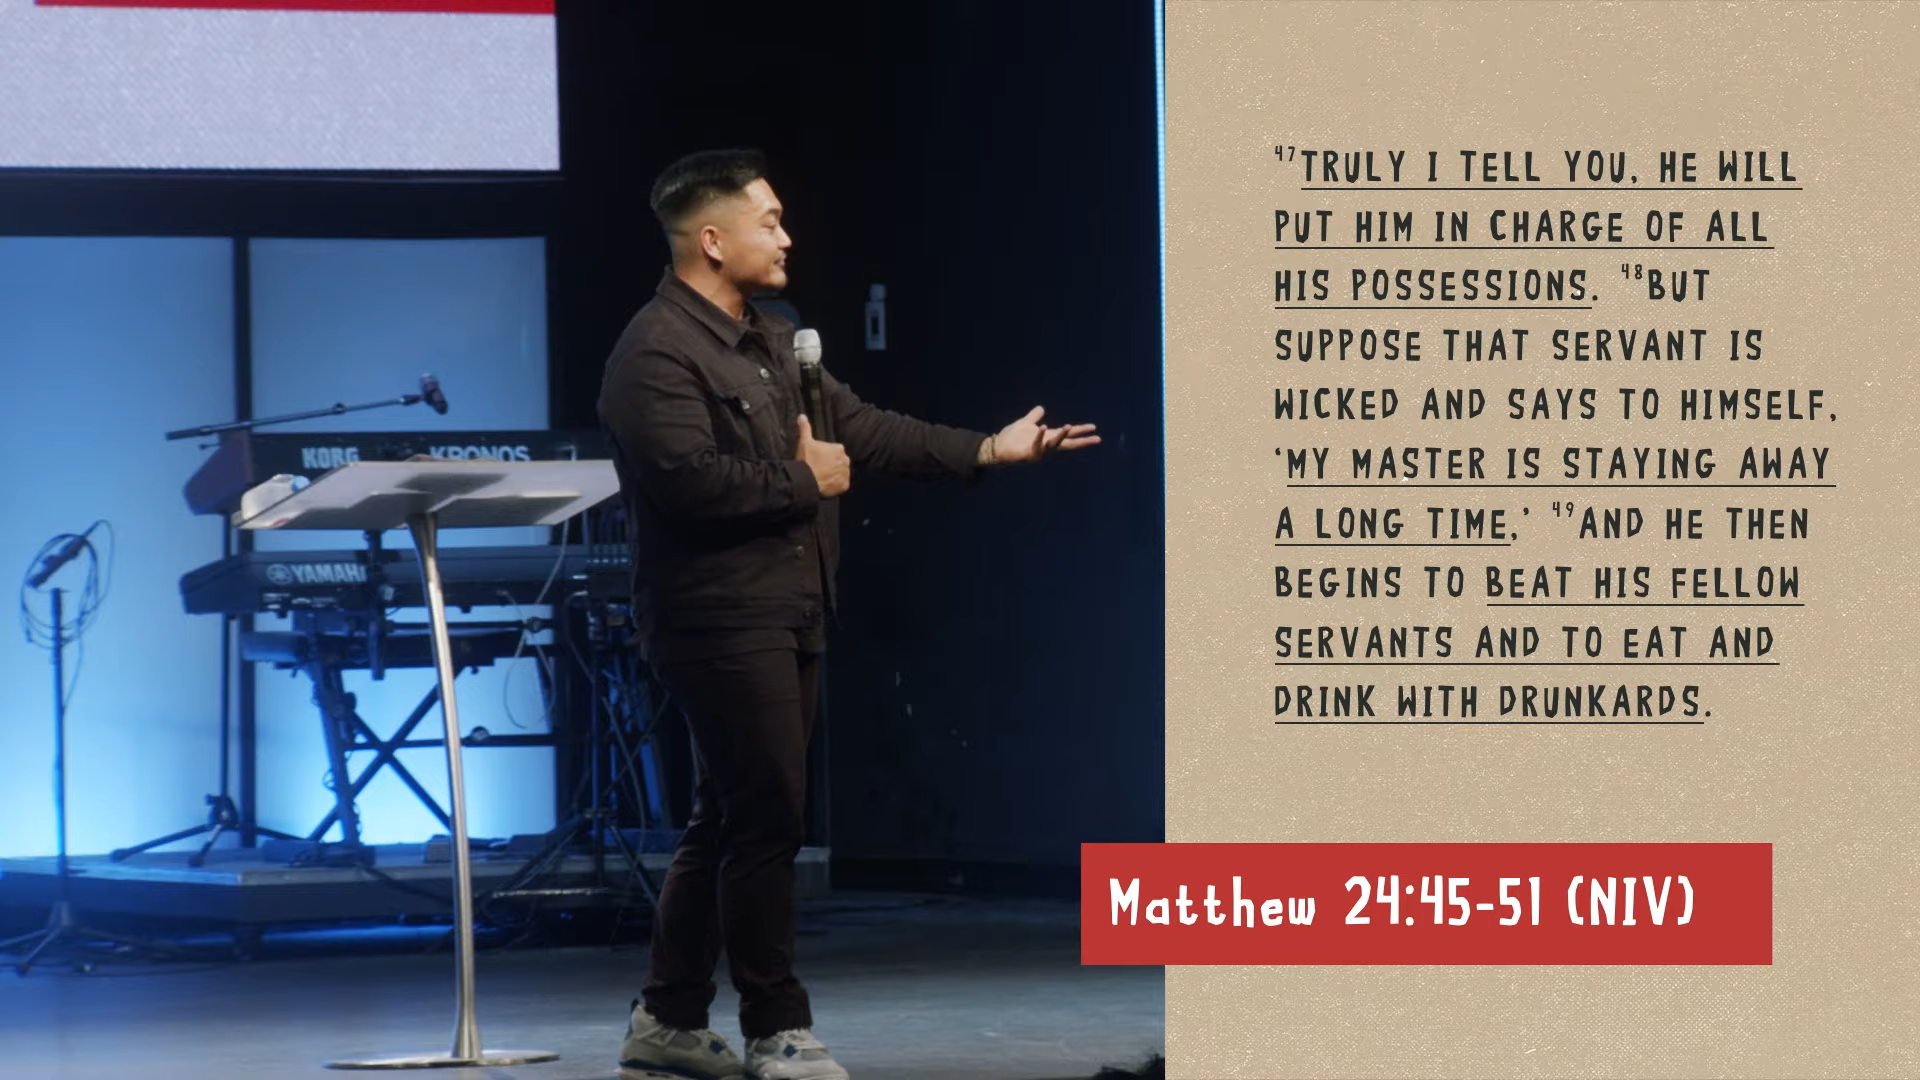 KORG
KRONOS
YAMAHA
⁴⁷TRULY I TELL YOU, HE WILL
PUT HIM IN CHARGE OF ALL
HIS POSSESSIONS. ⁴⁸BUT
SUPPOSE THAT SERVANT IS
WICKED AND SAYS TO HIMSELF,
‘MY MASTER IS STAYING AWAY
A LONG TIME,’ ⁴⁹AND HE THEN
BEGINS TO BEAT HIS FELLOW
SERVANTS AND TO EAT AND
DRINK WITH DRUNKARDS.
Matthew 24:45-51 (NIV)